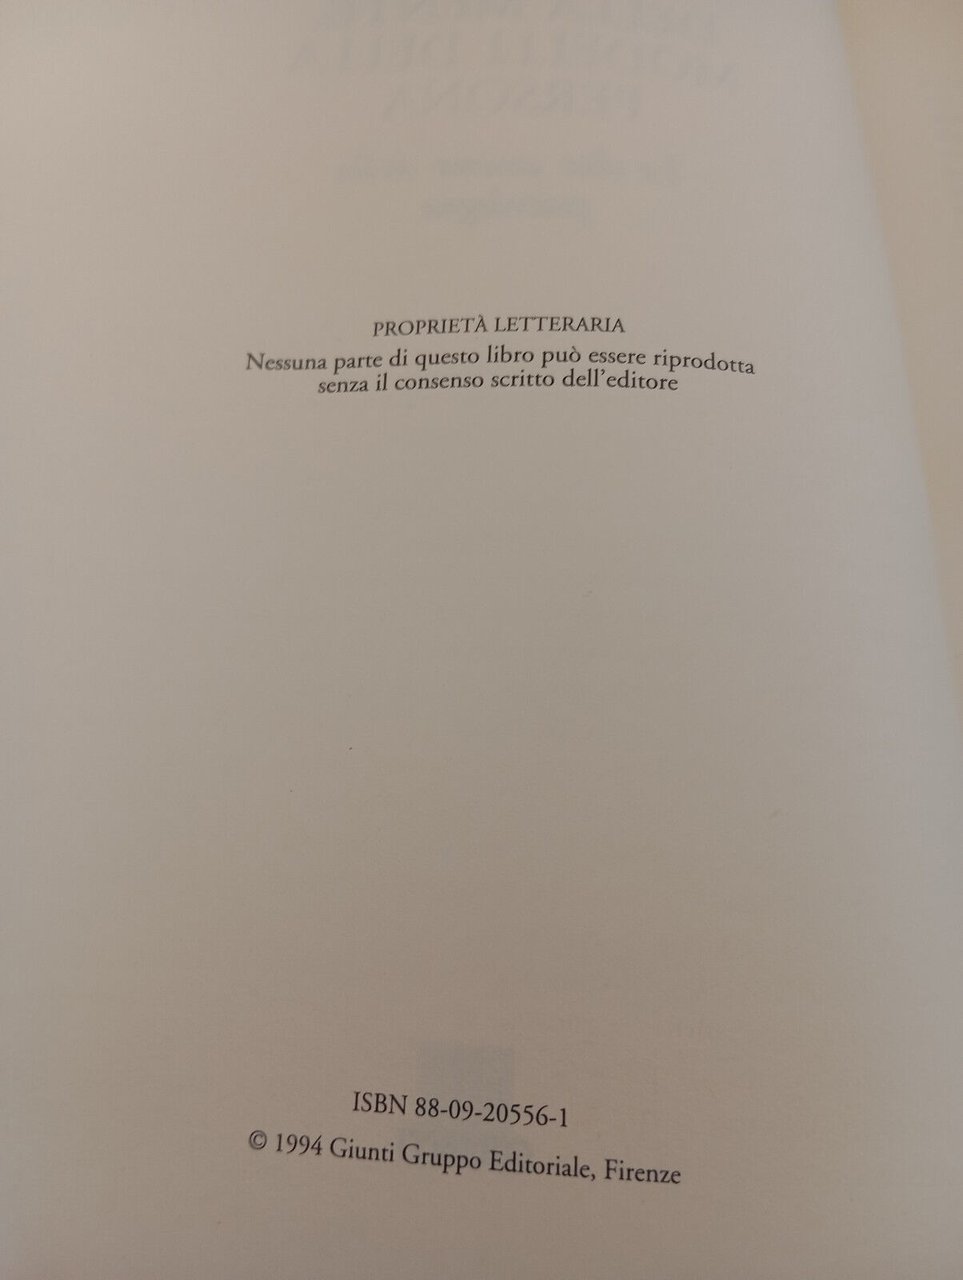 PROPRIETÀ LETTERARIA
Nessuna parte di questo libro può essere riprodotta
senza il consenso scritto dell'editore
ISBN 88-09-20556-1
© 1994 Giunti Gruppo Editoriale, Firenze